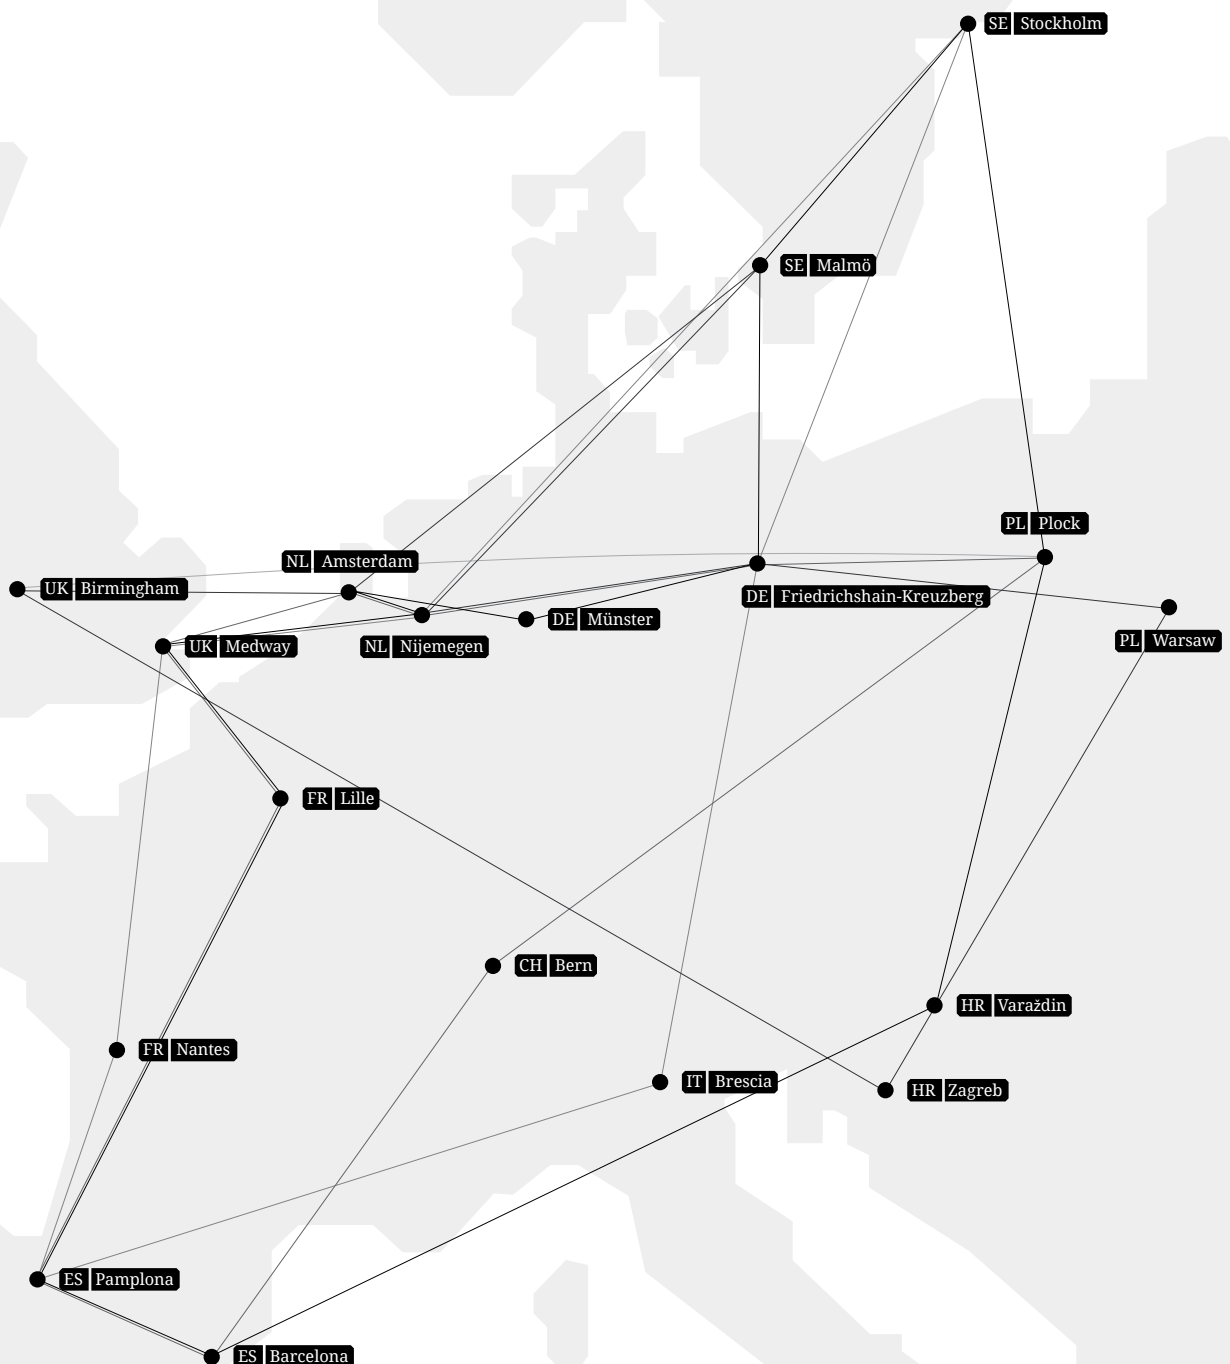 SE Stockholm
SE Malmö
PL Plock
NL Amsterdam
UK Birmingham
DE Friedrichshain-Kreuzberg
DE Münster
PL Warsaw
UK Medway
NL Nijemegen
FR Lille
CH Bern
HR Varaždin
FR Nantes
IT Brescia
HR Zagreb
ES Pamplona
ES Barcelona